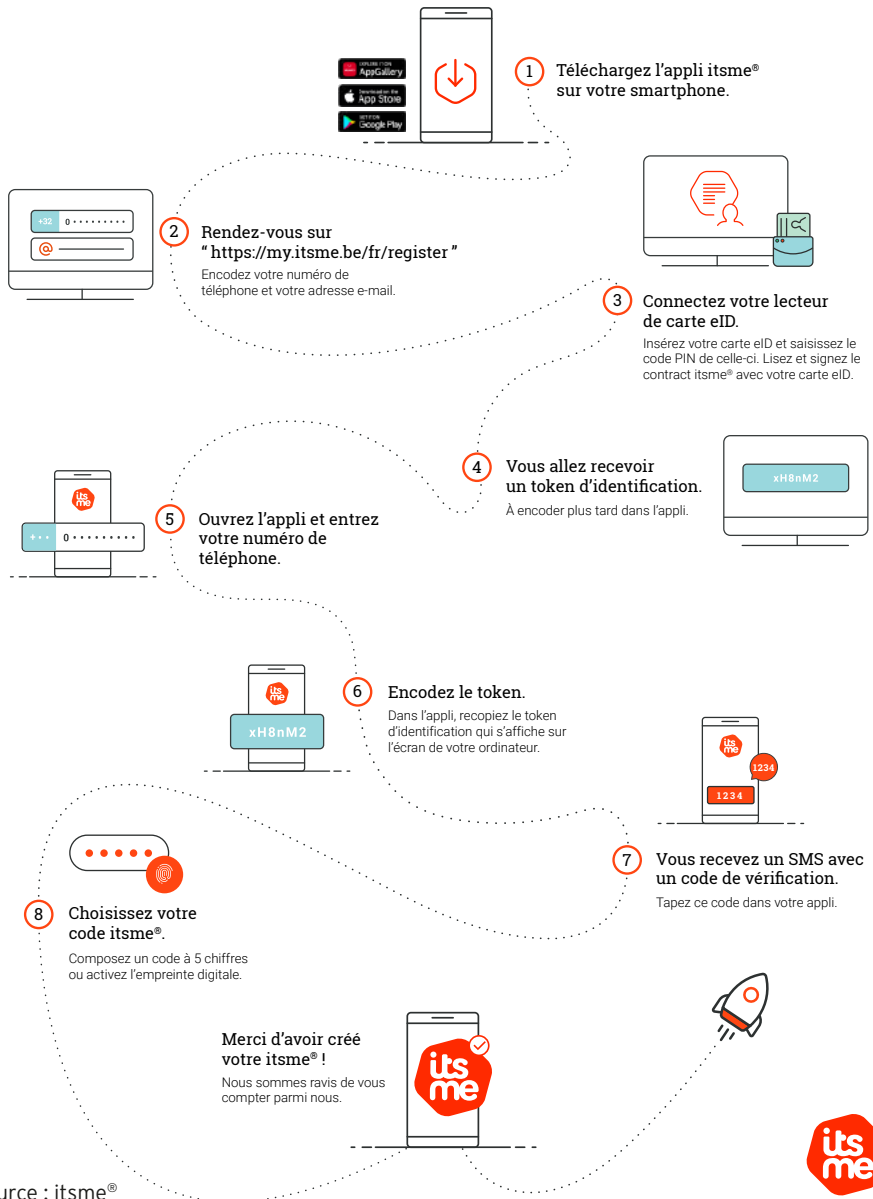 EXPLORE IT ON
AppGallery
Download on the
App Store
GET IT ON
Google Play
1
Téléchargez l'appli itsme®
sur votre smartphone.
+32 0 · · · · · · · · ·
@
2
Rendez-vous sur
“ https://my.itsme.be/fr/register ”
Encodez votre numéro de
téléphone et votre adresse e-mail.
3
Connectez votre lecteur
de carte eID.
Insérez votre carte eID et saisissez le
code PIN de celle-ci. Lisez et signez le
contract itsme® avec votre carte eID.
4
Vous allez recevoir
un token d'identification.
À encoder plus tard dans l'appli.
xH8nM2
its
me
+ · · 0 · · · · · · · · ·
5
Ouvrez l'appli et entrez
votre numéro de
téléphone.
its
me
xH8nM2
6
Encodez le token.
Dans l'appli, recopiez le token
d'identification qui s'affiche sur
l'écran de votre ordinateur.
its
me
1234
1234
7
Vous recevez un SMS avec
un code de vérification.
Tapez ce code dans votre appli.
8
Choisissez votre
code itsme®.
Composez un code à 5 chiffres
ou activez l'empreinte digitale.
Merci d'avoir créé
votre itsme® !
Nous sommes ravis de vous
compter parmi nous.
its
me
its
me
urce : itsme®